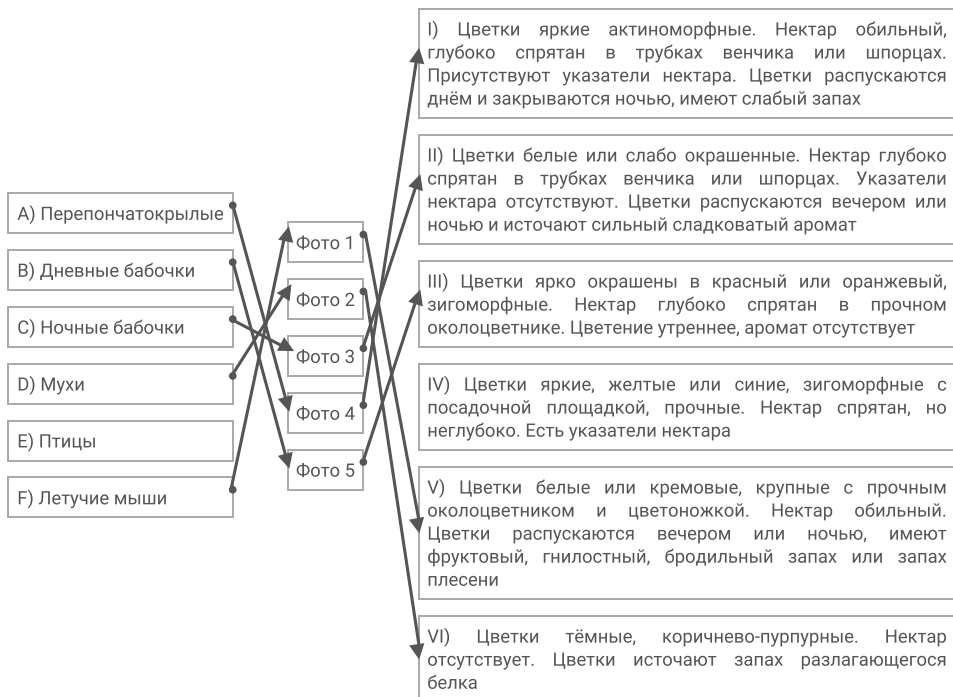 A) Перепончатокрылые
B) Дневные бабочки
C) Ночные бабочки
D) Мухи
E) Птицы
F) Летучие мыши
Фото 1
Фото 2
Фото 3
Фото 4
Фото 5
I) Цветки яркие актиноморфные. Нектар обильный,
глубоко спрятан в трубках венчика или шпорцах.
Присутствуют указатели нектара. Цветки распускаются
днём и закрываются ночью, имеют слабый запах
II) Цветки белые или слабо окрашенные. Нектар глубоко
спрятан в трубках венчика или шпорцах. Указатели
нектара отсутствуют. Цветки распускаются вечером или
ночью и источают сильный сладковатый аромат
III) Цветки ярко окрашены в красный или оранжевый,
зигоморфные. Нектар глубоко спрятан в прочном
околоцветнике. Цветение утреннее, аромат отсутствует
IV) Цветки яркие, желтые или синие, зигоморфные с
посадочной площадкой, прочные. Нектар спрятан, но
неглубоко. Есть указатели нектара
V) Цветки белые или кремовые, крупные с прочным
околоцветником и цветоножкой. Нектар обильный.
Цветки распускаются вечером или ночью, имеют
фруктовый, гнилостный, бродильный запах или запах
плесени
VI) Цветки тёмные, коричнево-пурпурные. Нектар
отсутствует. Цветки источают запах разлагающегося
белка